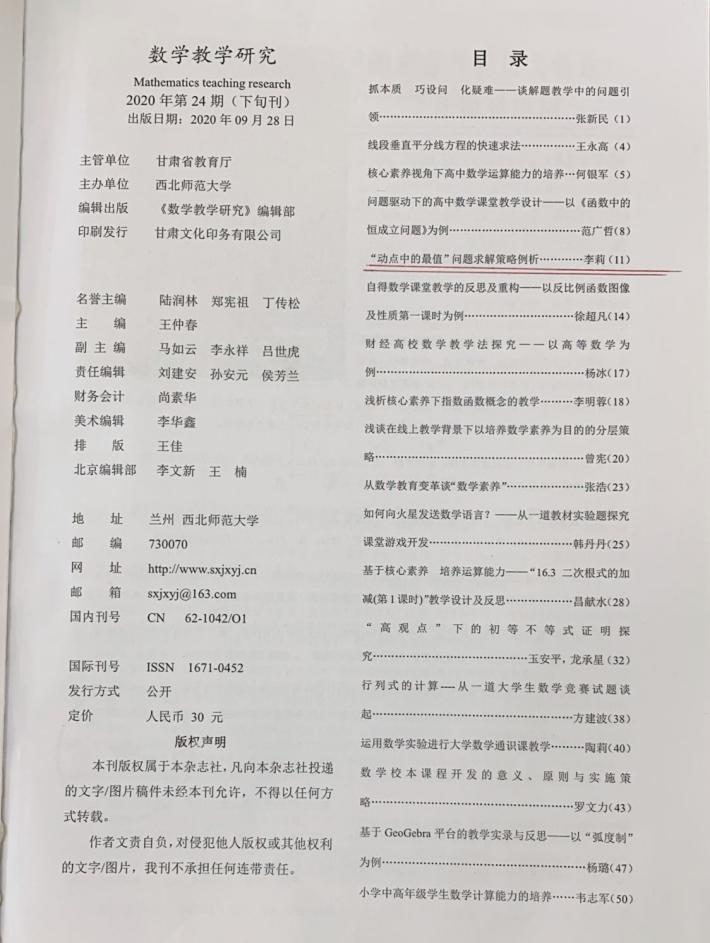 数学教学研究
Mathematics teaching research
2020 年第 24 期（下旬刊）
出版日期：2020 年 09 月 28 日
主管单位 甘肃省教育厅
主办单位 西北师范大学
编辑出版 《数学教学研究》编辑部
印刷发行 甘肃文化印务有限公司
名誉主编 陆润林 郑宪祖 丁传松
主 编 王仲春
副 主 编 马如云 李永祥 吕世虎
责任编辑 刘建安 孙安元 侯芳兰
财务会计 尚素华
美术编辑 李华鑫
排 版 王佳
北京编辑部 李文新 王 楠
地 址 兰州 西北师范大学
邮 编 730070
网 址 http://www.sxjxyj.cn
邮 箱 sxjxyj@163.com
国内刊号 CN 62-1042/O1
国际刊号 ISSN 1671-0452
发行方式 公开
定价 人民币 30 元
版权声明
本刊版权属于本杂志社，凡向本杂志社投递
的文字/图片稿件未经本刊允许，不得以任何方
式转载。
作者文责自负，对侵犯他人版权或其他权利
的文字/图片，我刊不承担任何连带责任。
目 录
抓本质 巧设问 化疑难——谈解题教学中的问题引
领……………………………………………张新民（1）
线段垂直平分线方程的快速求法……………王永高（4）
核心素养视角下高中数学运算能力的培养…何银军（5）
问题驱动下的高中数学课堂教学设计——以《函数中的
恒成立问题》为例………………………………范广哲(8)
“动点中的最值”问题求解策略例析…………李莉(11)
自得数学课堂教学的反思及重构——以反比例函数图像
及性质第一课时为例…………………………徐超凡(14)
财经高校数学教学法探究——以高等数学为
例………………………………………………杨冰(17)
浅析核心素养下指数函数概念的教学………李明蓉(18)
浅谈在线上教学背景下以培养数学素养为目的的分层策
略………………………………………………曾宪(20)
从数学教育变革谈“数学素养”………………张浩(23)
如何向火星发送数学语言？——从一道教材实验题探究
课堂游戏开发…………………………………韩丹丹(25)
基于核心素养 培养运算能力——“16.3 二次根式的加
减(第 1 课时)”教学设计及反思………………昌献水(28)
“高观点”下的初等不等式证明探
究……………………………………玉安平，龙承星(32)
行列式的计算----从一道大学生数学竞赛试题谈
起………………………………………………方建波(38)
运用数学实验进行大学数学通识课教学………陶莉(40)
数学校本课程开发的意义、原则与实施策
略………………………………………………罗文力(43)
基于 GeoGebra 平台的教学实录与反思——以“弧度制”
为例……………………………………………杨璐(47)
小学中高年级学生数学计算能力的培养……韦志军(50)